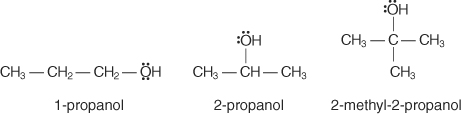 CH₃ — CH₂ — CH₂ — ÖH
1-propanol
:ÖH
CH₃ — CH — CH₃
2-propanol
:ÖH
CH₃ — C — CH₃
CH₃
2-methyl-2-propanol